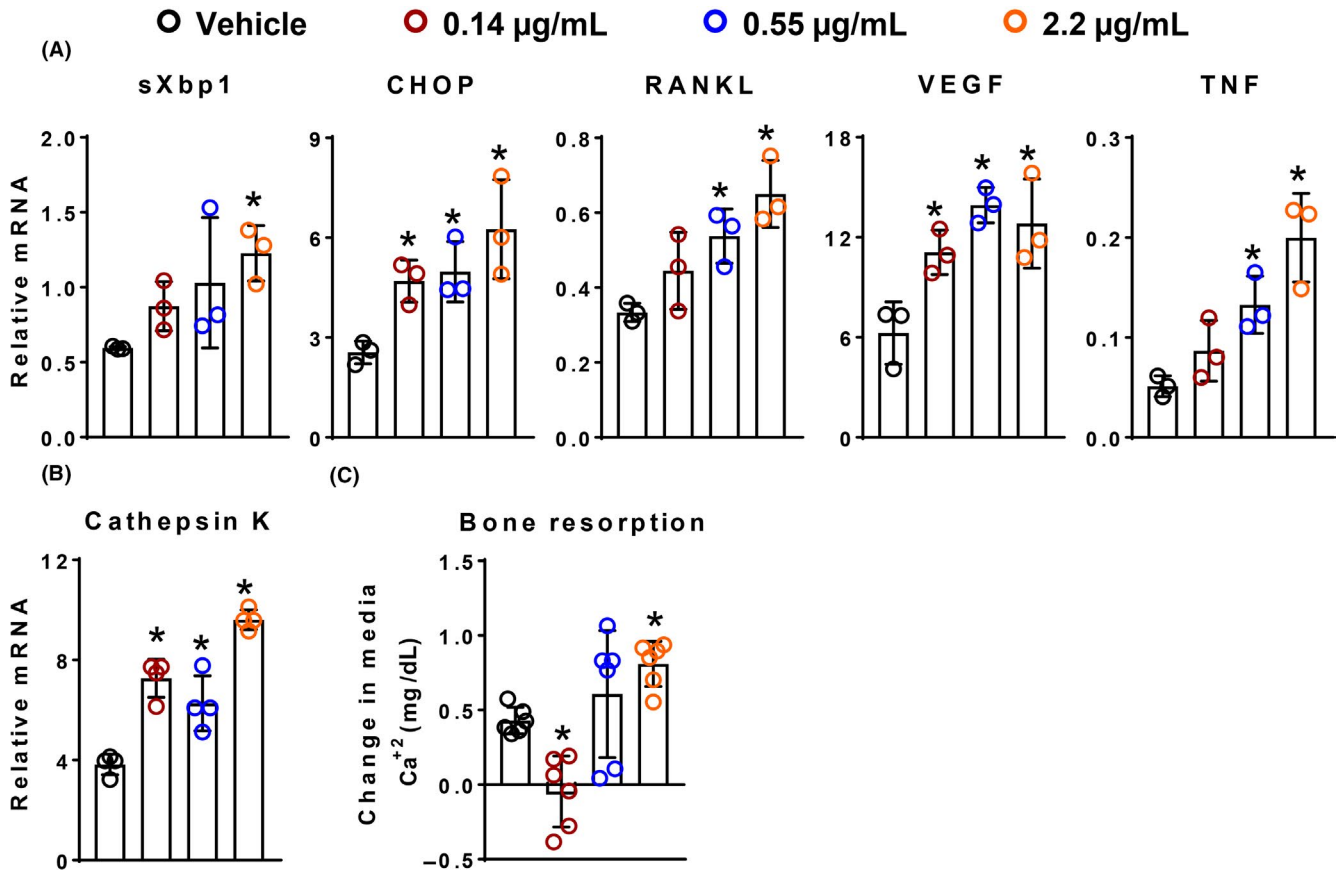 Vehicle 0.14 µg/mL 0.55 µg/mL 2.2 µg/mL
(A)
sXbp1 CHOP RANKL VEGF TNF
Relative mRNA
2.0
1.5
1.0
0.5
0.0
* 
9
6
3
0
* * *
0.8
0.6
0.4
0.2
0.0
* *
18
12
6
0
* * *
0.3
0.2
0.1
0.0
* *
(B)
Cathepsin K
Relative mRNA
12
8
4
0
* * *
(C)
Bone resorption
Change in media
Ca+2 (mg/dL)
1.5
1.0
0.5
0.0
−0.5
* *